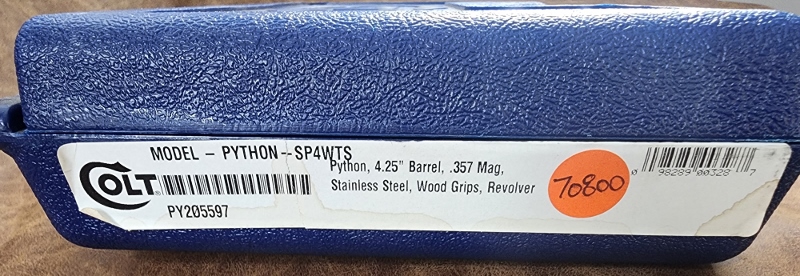 MODEL - PYTHON--SP4WTS
COLT
PY205597
Python, 4.25" Barrel, .357 Mag,
Stainless Steel, Wood Grips, Revolver
70800
0 98289 00328 7